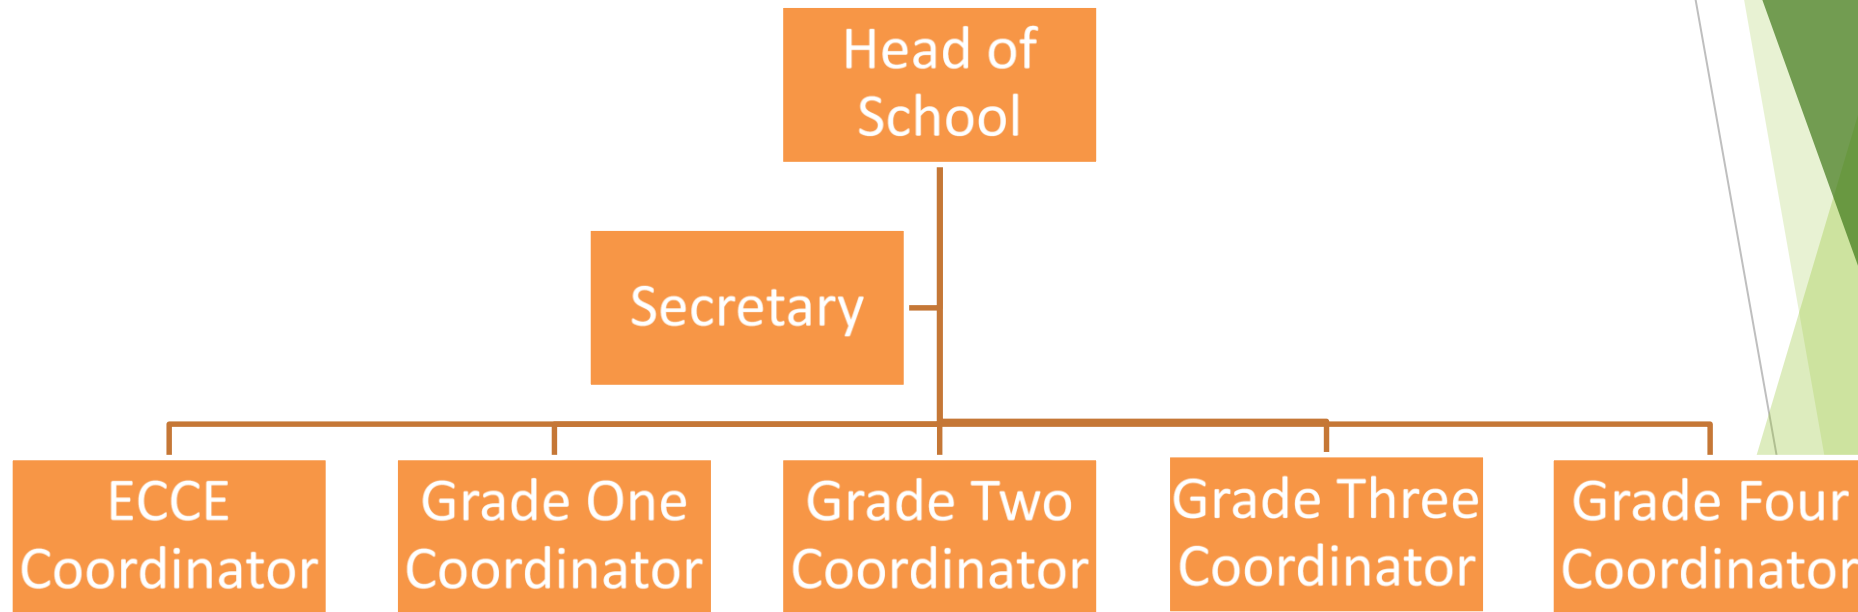 Head of
School
Secretary
ECCE
Coordinator
Grade One
Coordinator
Grade Two
Coordinator
Grade Three
Coordinator
Grade Four
Coordinator